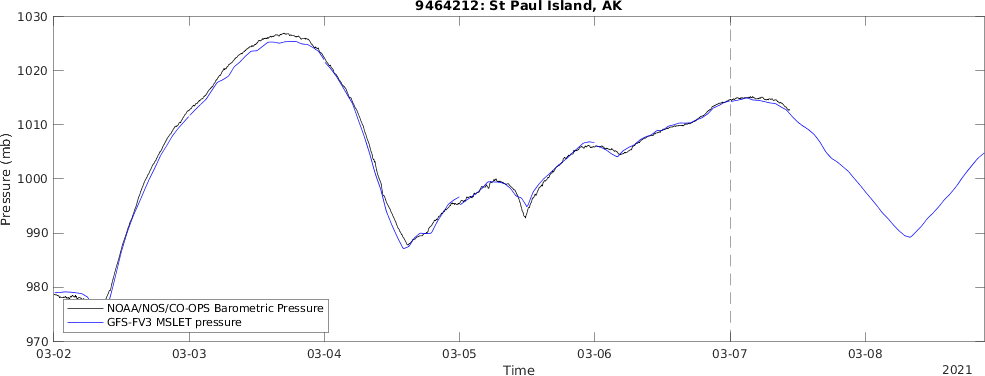 9464212: St Paul Island, AK
Pressure (mb)
1030
1020
1010
1000
990
980
970
NOAA/NOS/CO-OPS Barometric Pressure
GFS-FV3 MSLET pressure
03-02 03-03 03-04 03-05 03-06 03-07 03-08
Time
2021